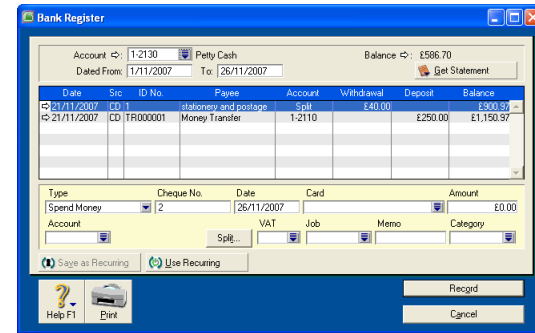 Bank Register
Account ⇨: 1-2130 Petty Cash Balance ⇨: £586.70
Dated From: 1/11/2007 To: 26/11/2007 Get Statement
Date Src ID No. Payee Account Withdrawal Deposit Balance
21/11/2007 CD 1 stationery and postage Split £40.00 £900.97
21/11/2007 CD TR000001 Money Transfer 1-2110 £250.00 £1,150.97
Type Cheque No. Date Card Amount
Spend Money 2 26/11/2007 £0.00
Account VAT Job Memo Category
Split...
Save as Recurring Use Recurring
Record
Help F1 Print Cancel